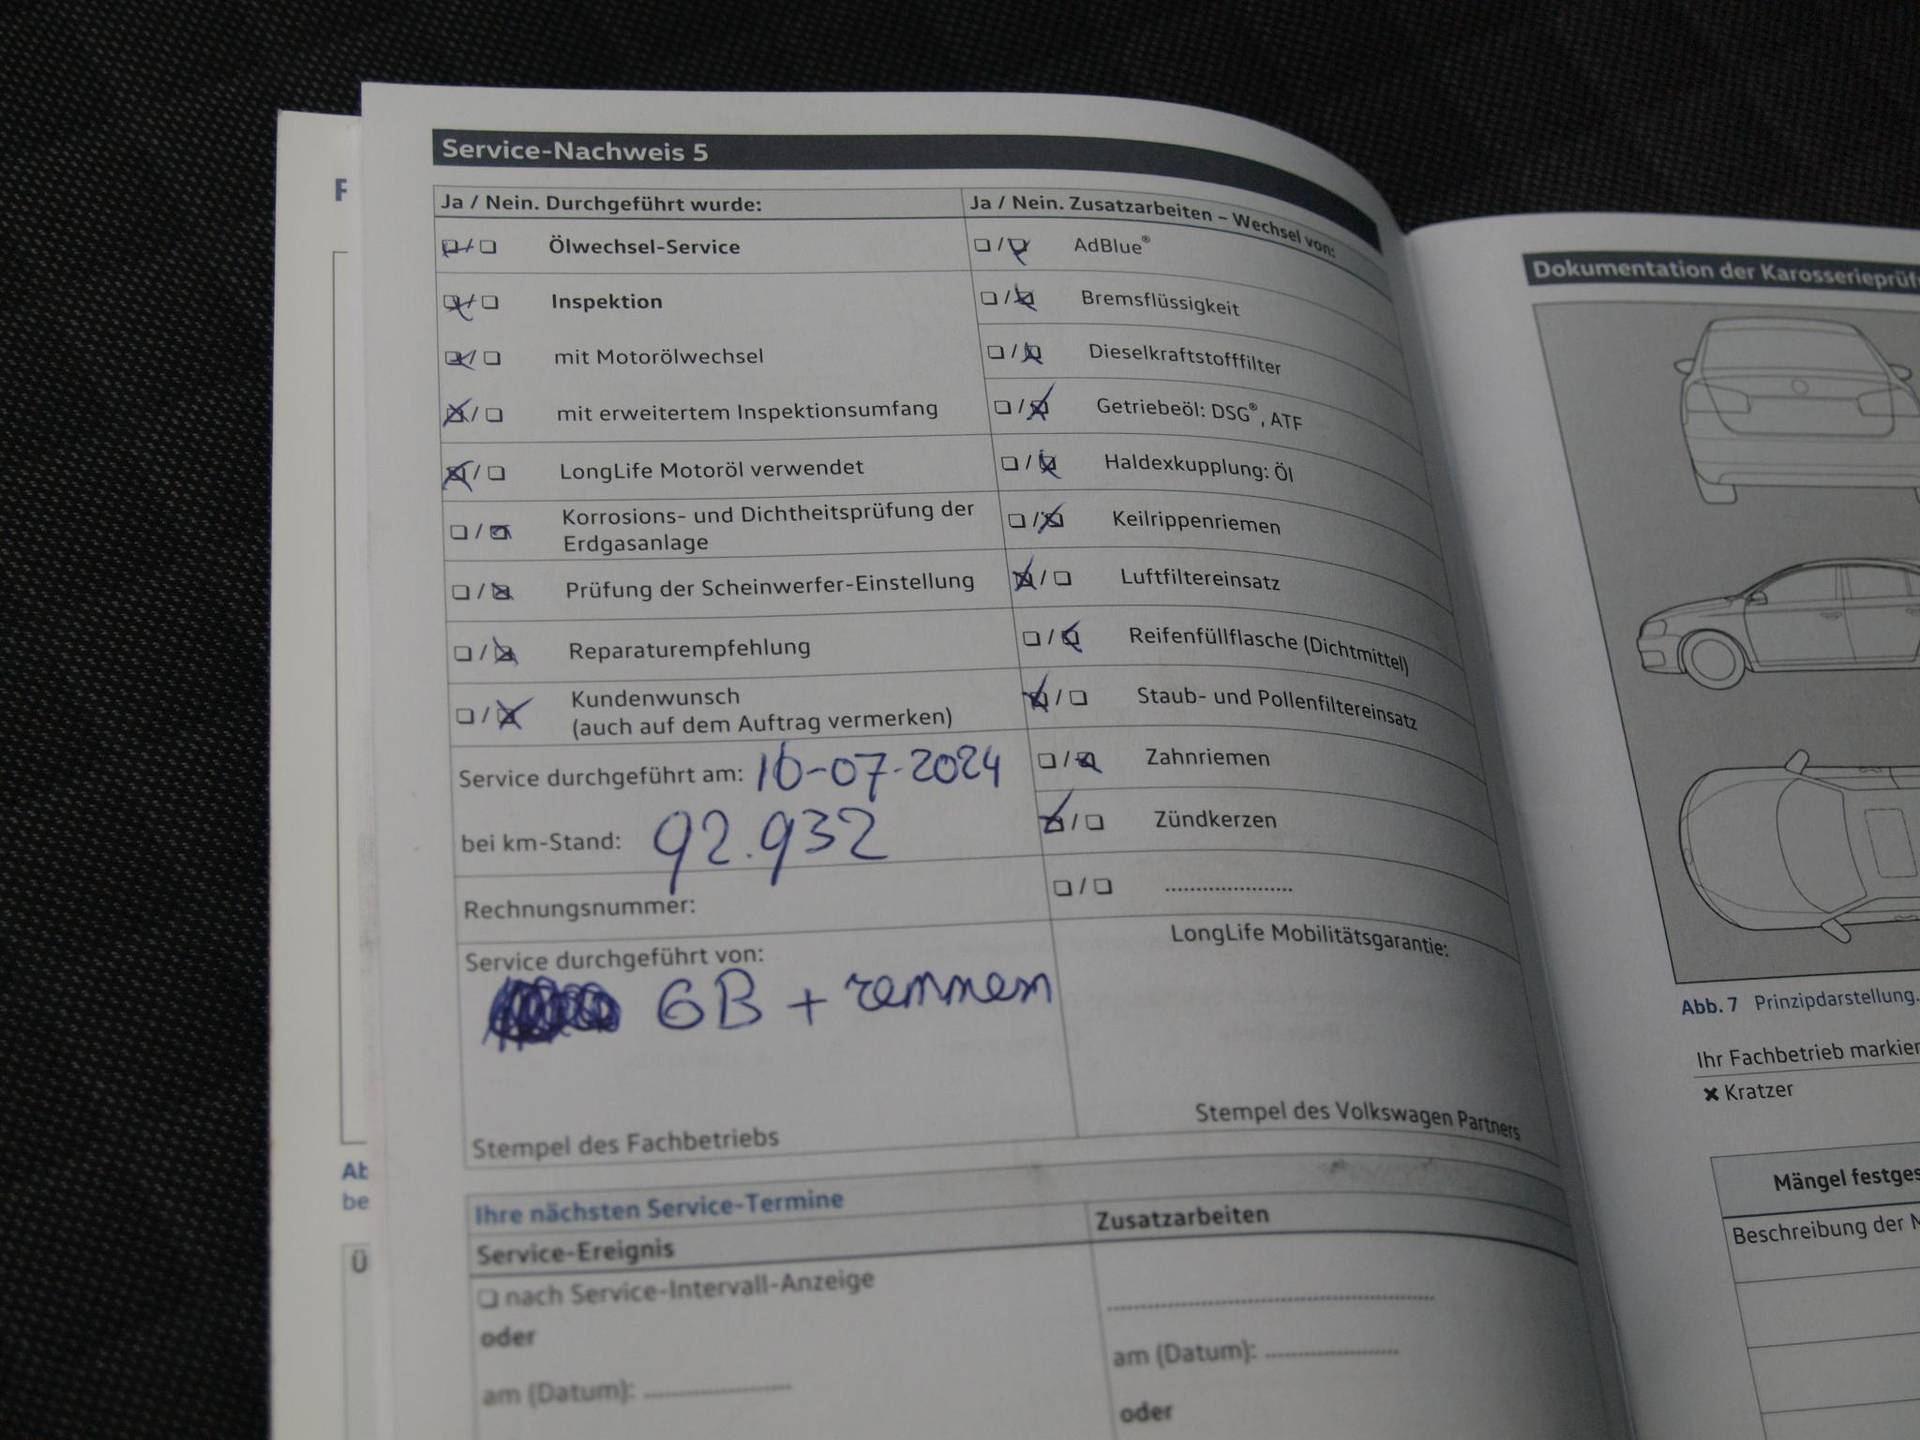 Service-Nachweis 5
Ja / Nein. Durchgeführt wurde:
Ölwechsel-Service
Inspektion
mit Motorölwechsel
mit erweitertem Inspektionsumfang
LongLife Motoröl verwendet
Korrosions- und Dichtheitsprüfung der
Erdgasanlage
Prüfung der Scheinwerfer-Einstellung
Reparaturempfehlung
Kundenwunsch
(auch auf dem Auftrag vermerken)
Service durchgeführt am: 16-07-2024
bei km-Stand: 92.932
Rechnungsnummer:
Service durchgeführt von:
GB + remmen
Stempel des Fachbetriebs
Ja / Nein. Zusatzarbeiten – Wechsel von:
AdBlue®
Bremsflüssigkeit
Dieselkraftstofffilter
Getriebeöl: DSG®, ATF
Haldexkupplung: Öl
Keilrippenriemen
Luftfiltereinsatz
Reifenfüllflasche (Dichtmittel)
Staub- und Pollenfiltereinsatz
Zahnriemen
Zündkerzen
LongLife Mobilitätsgarantie:
Stempel des Volkswagen Partners
Ihre nächsten Service-Termine
Service-Ereignis
nach Service-Intervall-Anzeige
oder
am (Datum):
Zusatzarbeiten
am (Datum):
oder
Dokumentation der
Abb. 7 Prinzipdarstellung.
Ihr Fachbetrieb
Kratzer
Mängel
Beschreibung der